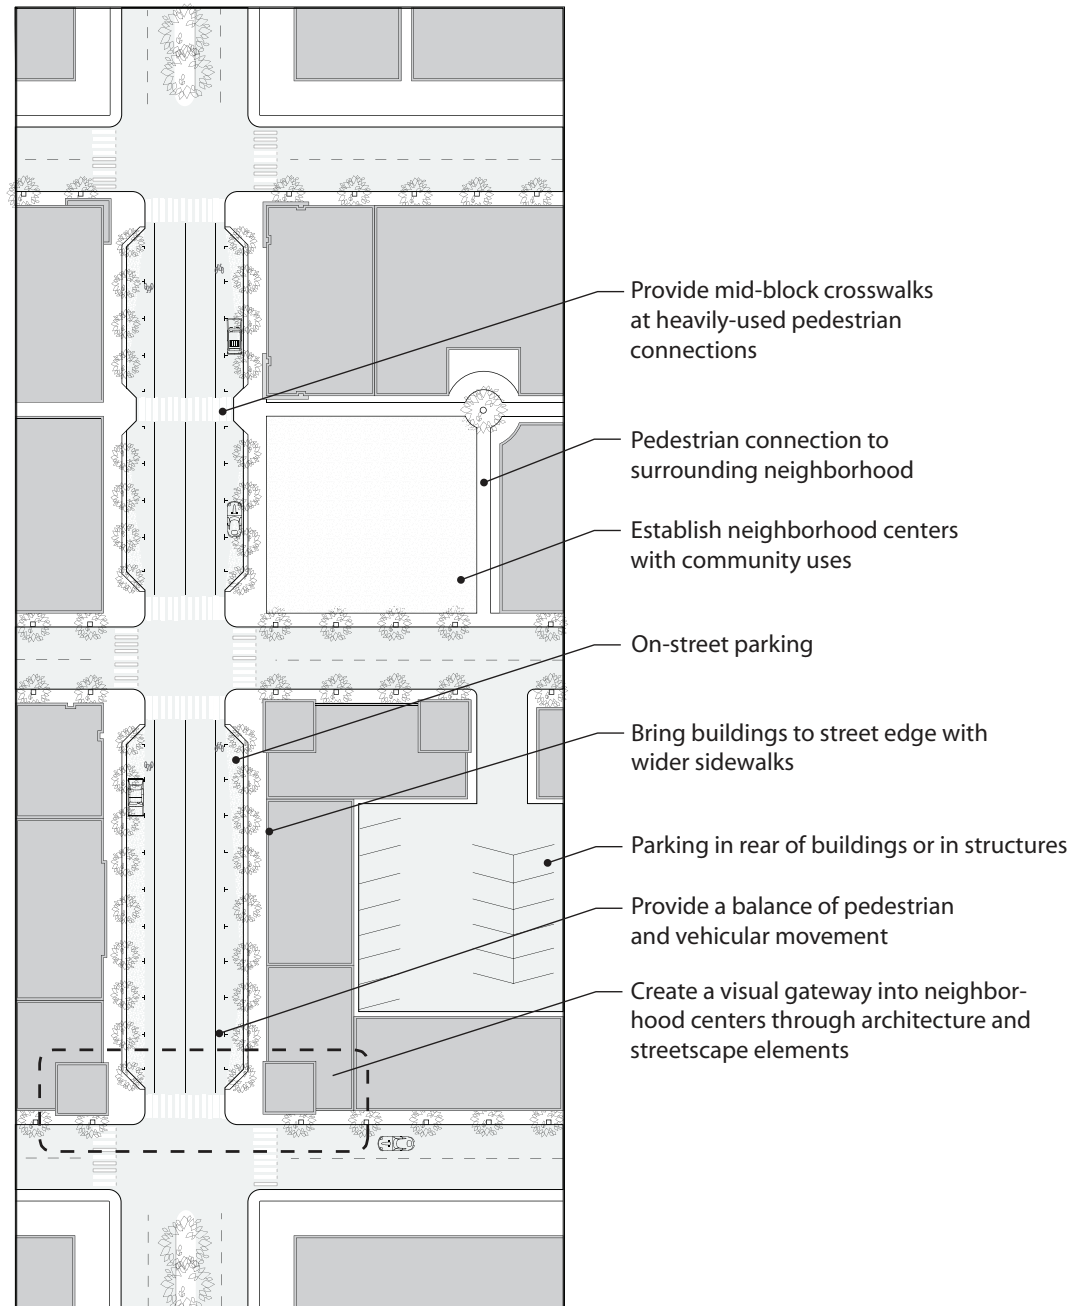 Provide mid-block crosswalks
at heavily-used pedestrian
connections
Pedestrian connection to
surrounding neighborhood
Establish neighborhood centers
with community uses
On-street parking
Bring buildings to street edge with
wider sidewalks
Parking in rear of buildings or in structures
Provide a balance of pedestrian
and vehicular movement
Create a visual gateway into neighbor-
hood centers through architecture and
streetscape elements